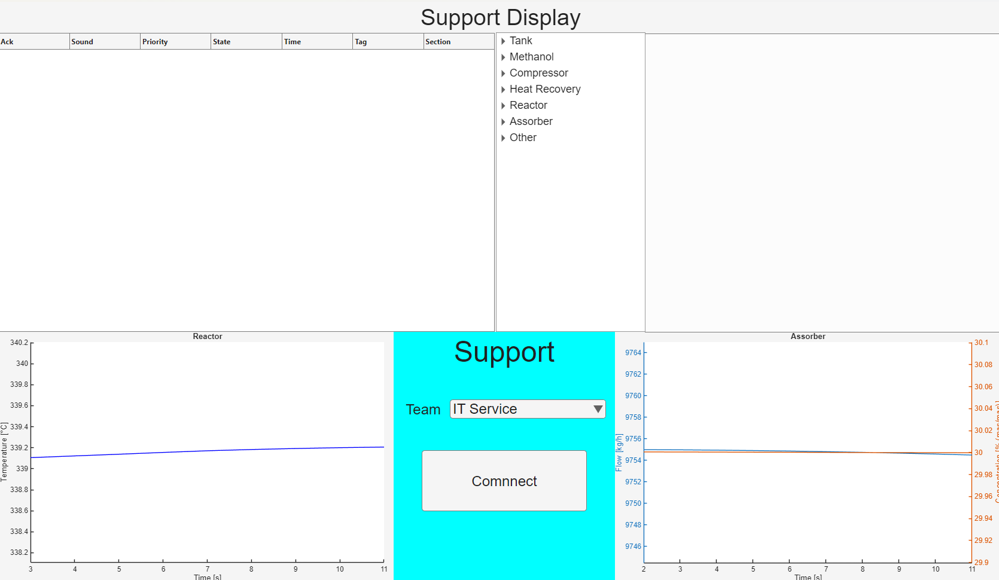 Support Display
Ack Sound Priority State Time Tag Section
Tank
Methanol
Compressor
Heat Recovery
Reactor
Assorber
Other
Reactor
340.2
340
339.8
339.6
339.4
339.2
339
338.8
338.6
338.4
338.2
Temperature [°C]
3 4 5 6 7 8 9 10 11
Time [s]
Support
Team IT Service
Comnnect
Assorber
9764
9762
9760
9758
9756
9754
9752
9750
9748
9746
Flow [kg/h]
30.1
30.08
30.06
30.04
30.02
30
29.98
29.96
29.94
29.92
29.9
Concentration [% (mas/mas)]
2 3 4 5 6 7 8 9 10 11
Time [s]